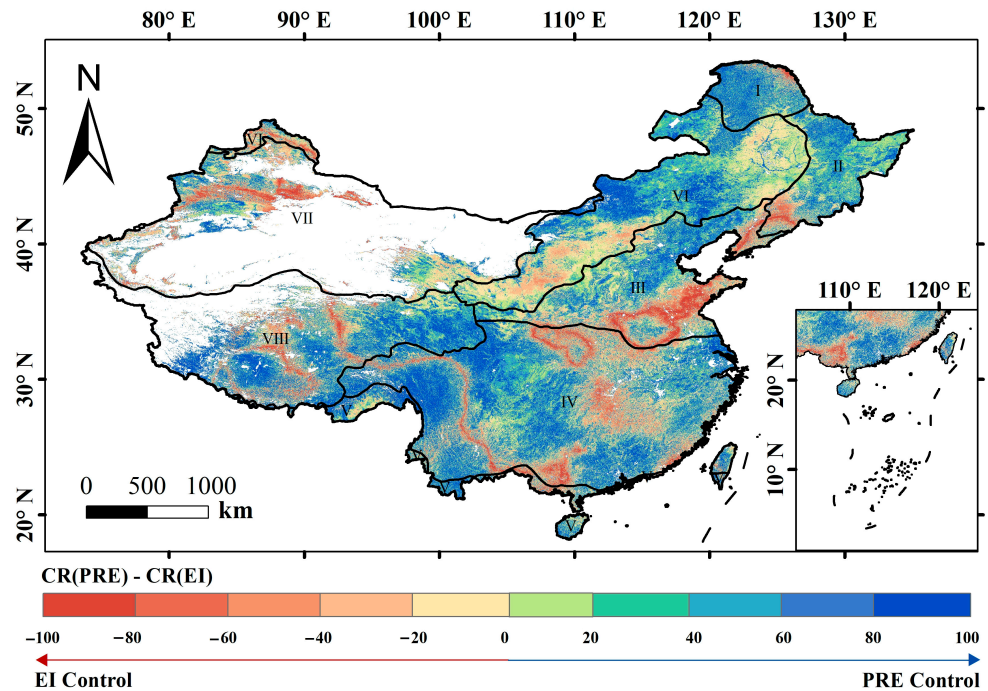 80° E 90° E 100° E 110° E 120° E 130° E
N
50° N
40° N
30° N
20° N
I
II
VI
VI
VII
III
VIII
IV
V
V
V
V
110° E 120° E
20° N
10° N
0 500 1000
km
CR(PRE) - CR(EI)
−100 −80 −60 −40 −20 0 20 40 60 80 100
EI Control PRE Control